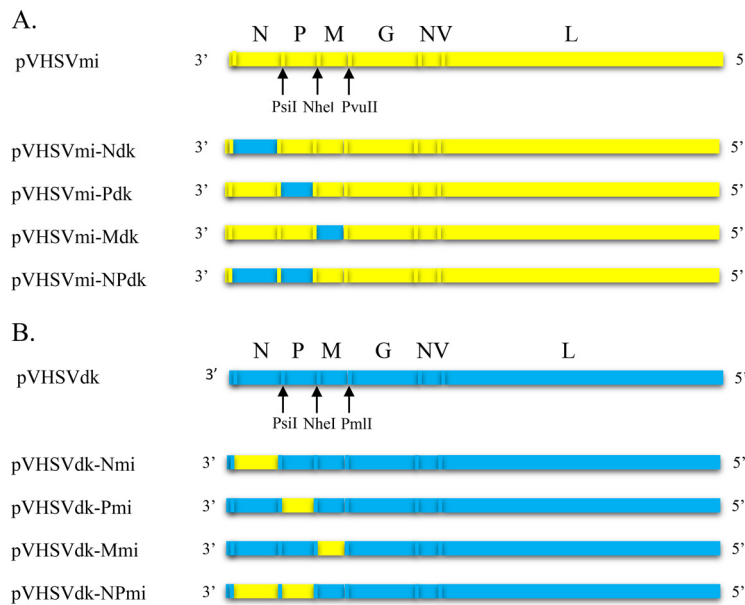 A.
N P M G NV L
pVHSVmi 3’ 5’
PsiI NheI PvuII
pVHSVmi-Ndk 3’ 5’
pVHSVmi-Pdk 3’ 5’
pVHSVmi-Mdk 3’ 5’
pVHSVmi-NPdk 3’ 5’
B.
N P M G NV L
pVHSVdk 3’ 5’
PsiI NheI PmlI
pVHSVdk-Nmi 3’ 5’
pVHSVdk-Pmi 3’ 5’
pVHSVdk-Mmi 3’ 5’
pVHSVdk-NPmi 3’ 5’